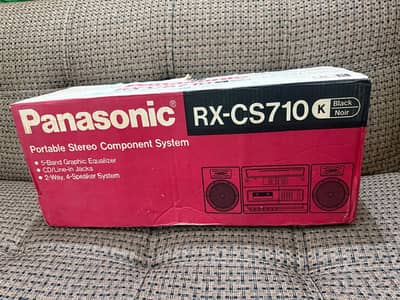 Panasonic®
RX-CS710 K Black
Noir
Portable Stereo Component System
• 5-Band Graphic Equalizer
• CD/Line-In Jacks
• 2-Way, 4-Speaker System